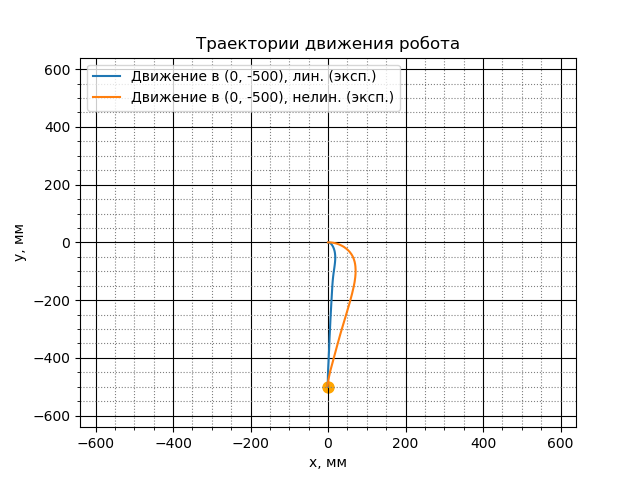 Траектории движения робота
Движение в (0, -500), лин. (эксп.)
Движение в (0, -500), нелин. (эксп.)
600
400
200
0
−200
−400
−600
y, мм
−600 −400 −200 0 200 400 600
x, мм